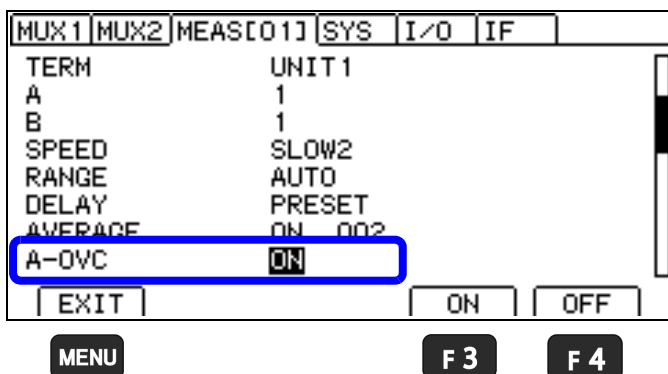 MUX1 MUX2 MEAS[01] SYS I/O IF
TERM UNIT1
A 1
B 1
SPEED SLOW2
RANGE AUTO
DELAY PRESET
AVERAGE ON 002
A-OVC ON
EXIT ON OFF
MENU F3 F4